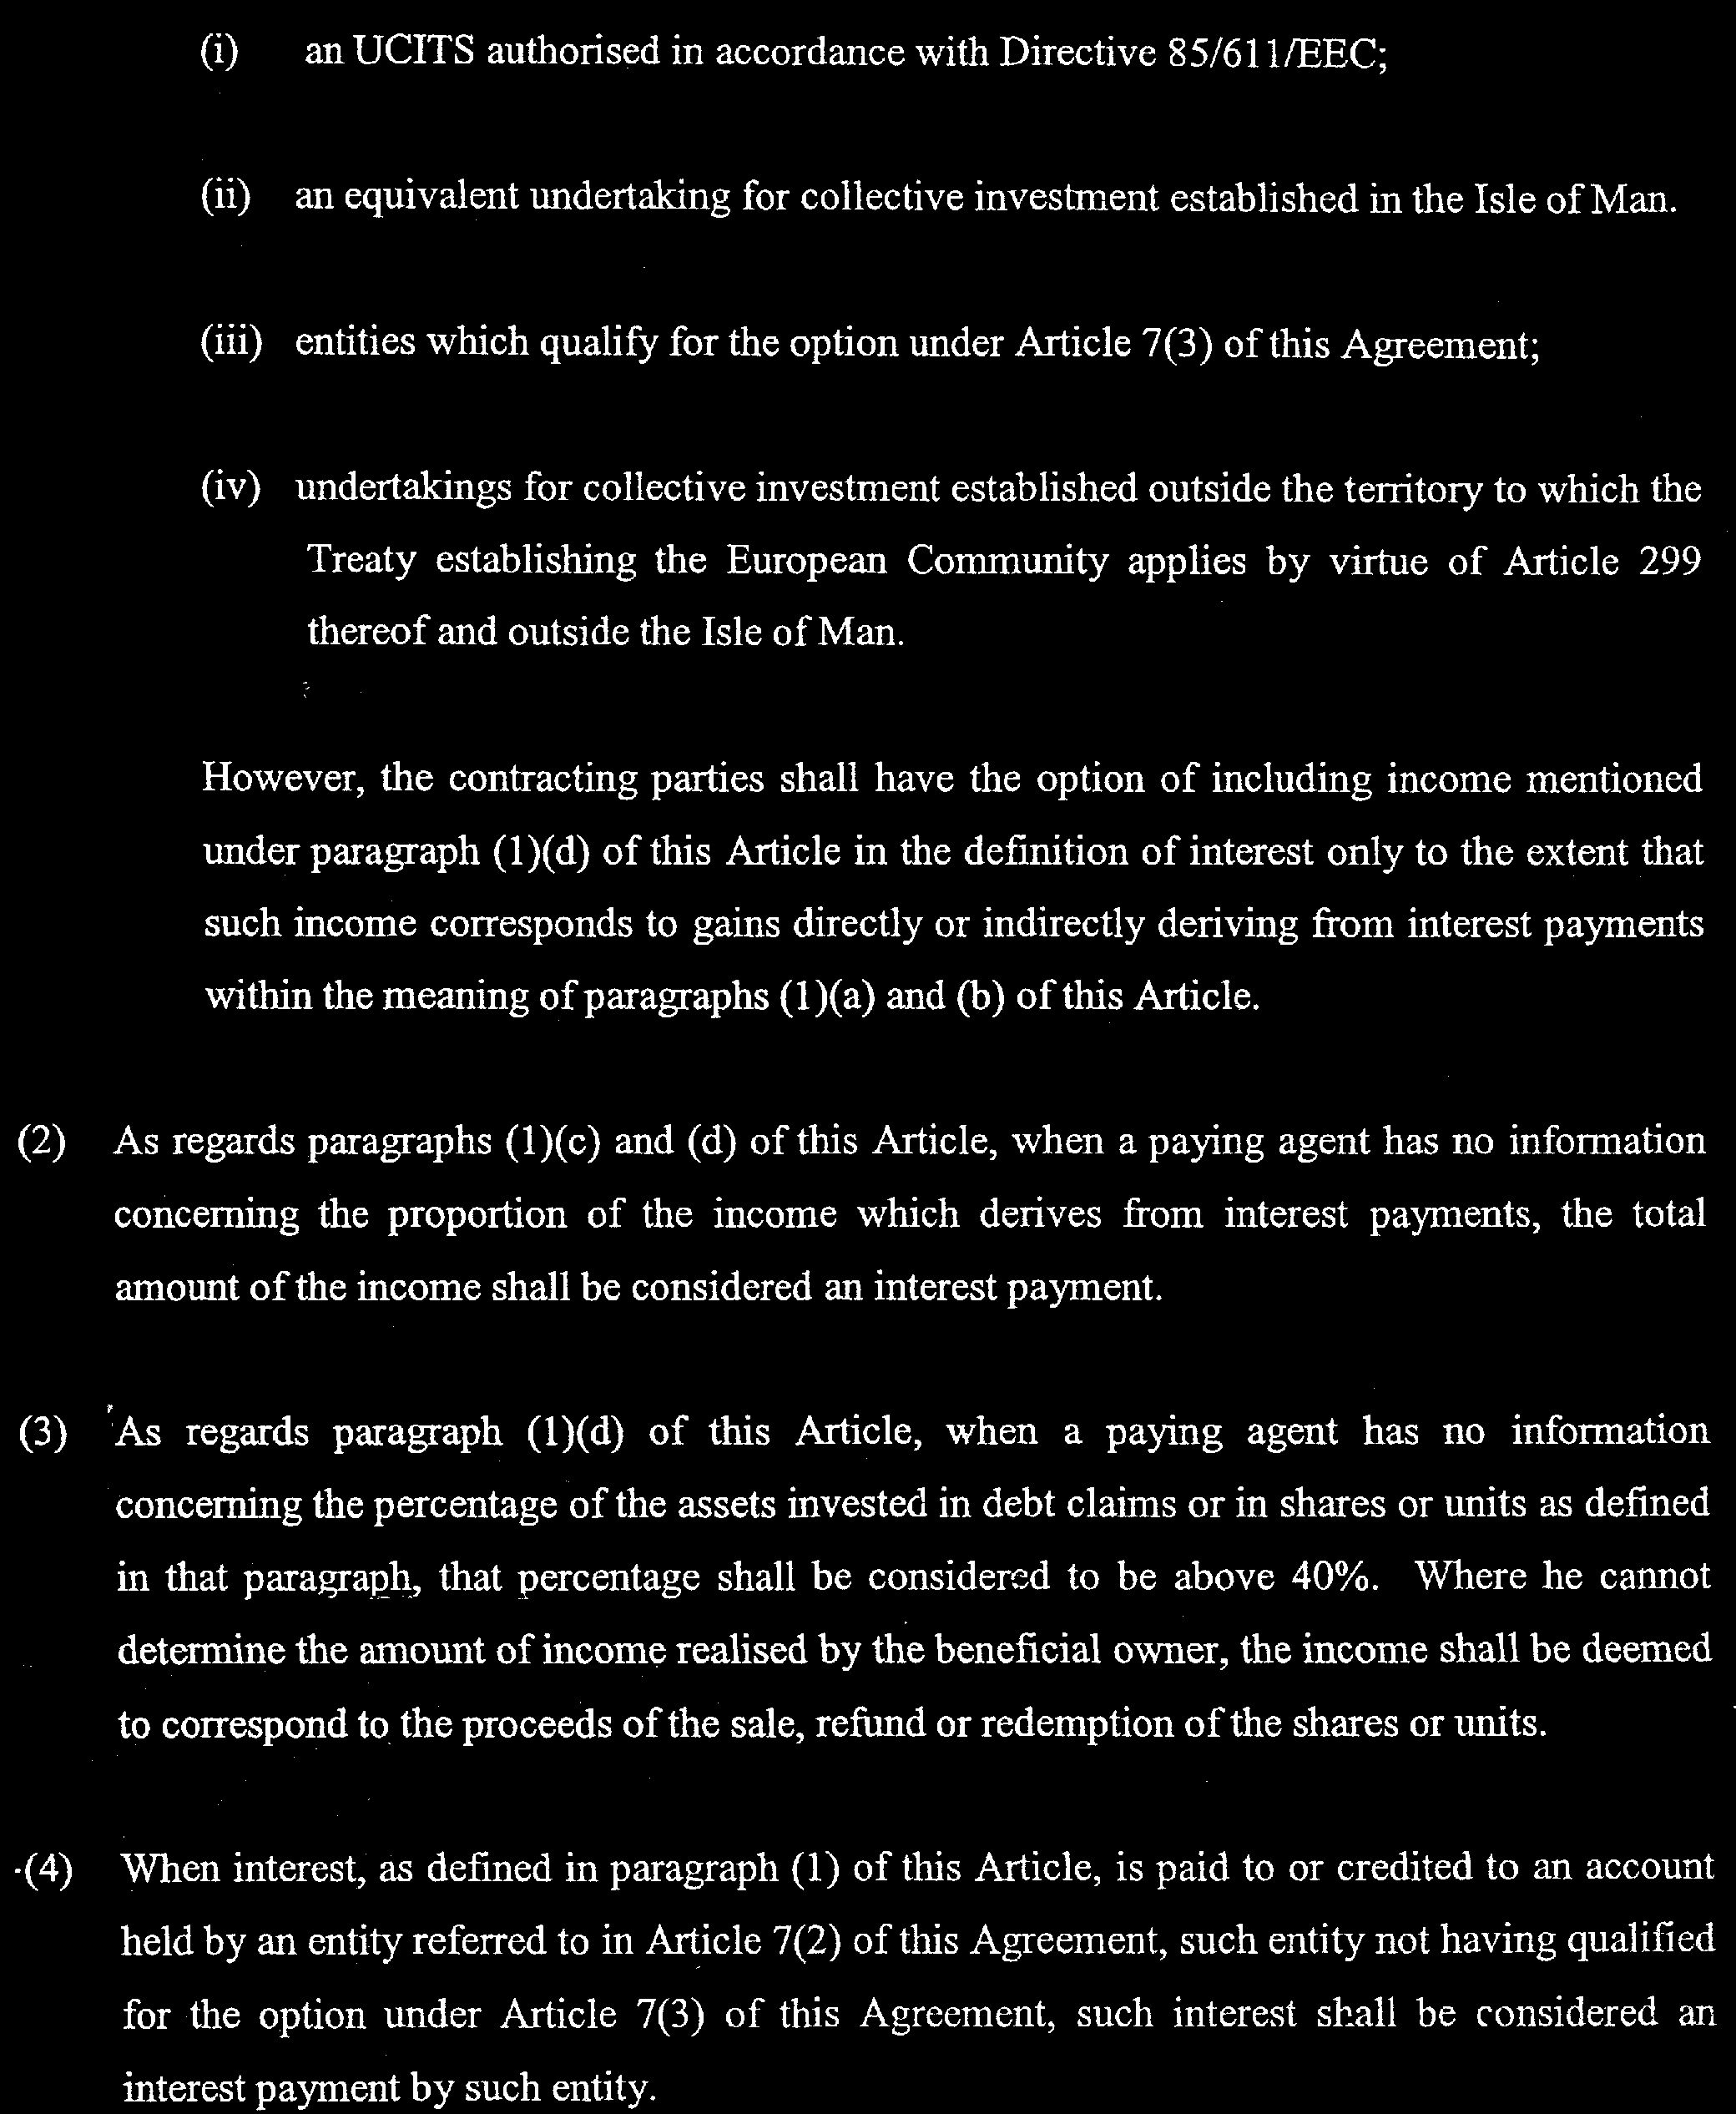 (i) an UCITS authorised in accordance with Directive 85/611/EEC;
(ii) an equivalent undertaking for collective investment established in the Isle of Man.
(iii) entities which qualify for the option under Article 7(3) of this Agreement;
(iv) undertakings for collective investment established outside the territory to which the
Treaty establishing the European Community applies by virtue of Article 299
thereof and outside the Isle of Man.
However, the contracting parties shall have the option of including income mentioned
under paragraph (1)(d) of this Article in the definition of interest only to the extent that
such income corresponds to gains directly or indirectly deriving from interest payments
within the meaning of paragraphs (1)(a) and (b) of this Article.
(2) As regards paragraphs (1)(c) and (d) of this Article, when a paying agent has no information
concerning the proportion of the income which derives from interest payments, the total
amount of the income shall be considered an interest payment.
(3) As regards paragraph (1)(d) of this Article, when a paying agent has no information
concerning the percentage of the assets invested in debt claims or in shares or units as defined
in that paragraph, that percentage shall be considered to be above 40%. Where he cannot
determine the amount of income realised by the beneficial owner, the income shall be deemed
to correspond to the proceeds of the sale, refund or redemption of the shares or units.
(4) When interest, as defined in paragraph (1) of this Article, is paid to or credited to an account
held by an entity referred to in Article 7(2) of this Agreement, such entity not having qualified
for the option under Article 7(3) of this Agreement, such interest shall be considered an
interest payment by such entity.